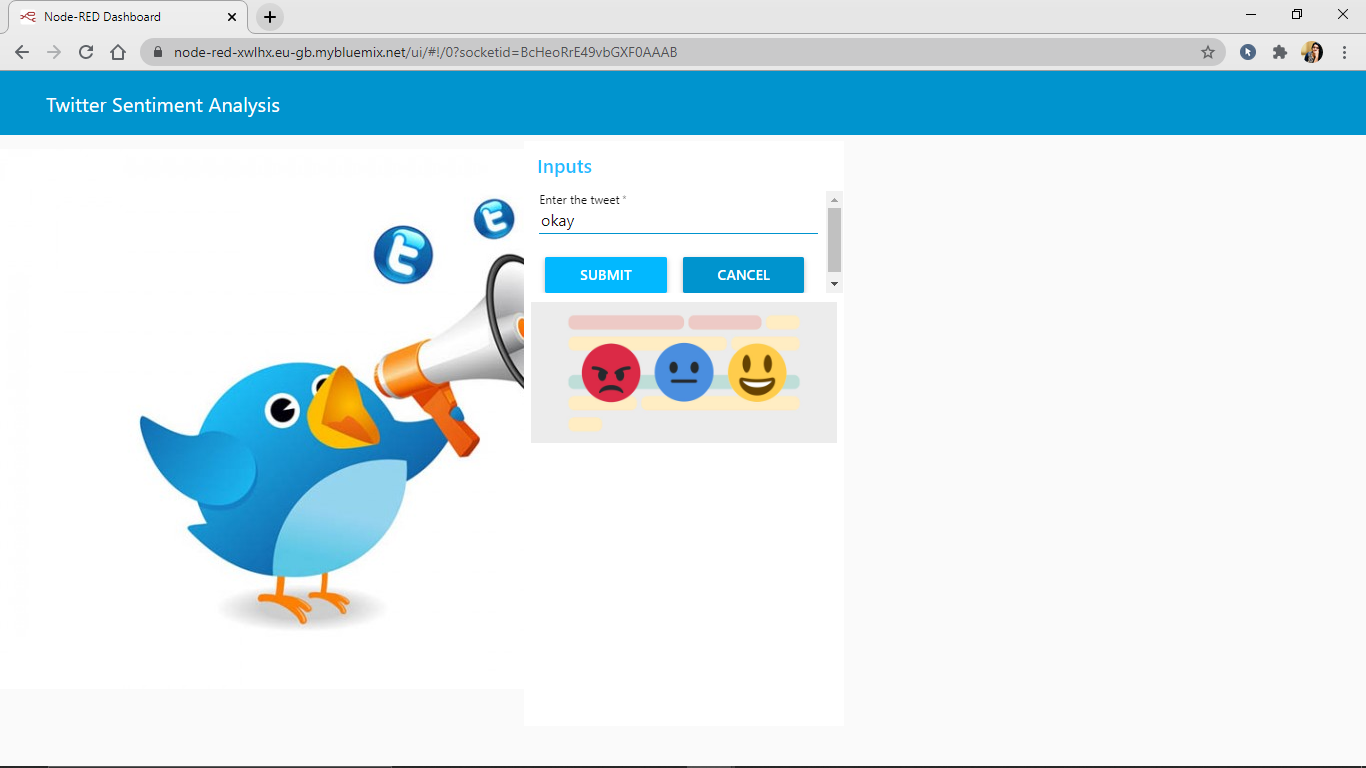 Node-RED Dashboard
node-red-xwlhx.eu-gb.mybluemix.net/ui/#!/0?socketid=BcHeoRrE49vbGXF0AAAB
Twitter Sentiment Analysis
Inputs
Enter the tweet *
okay
SUBMIT CANCEL
t
t